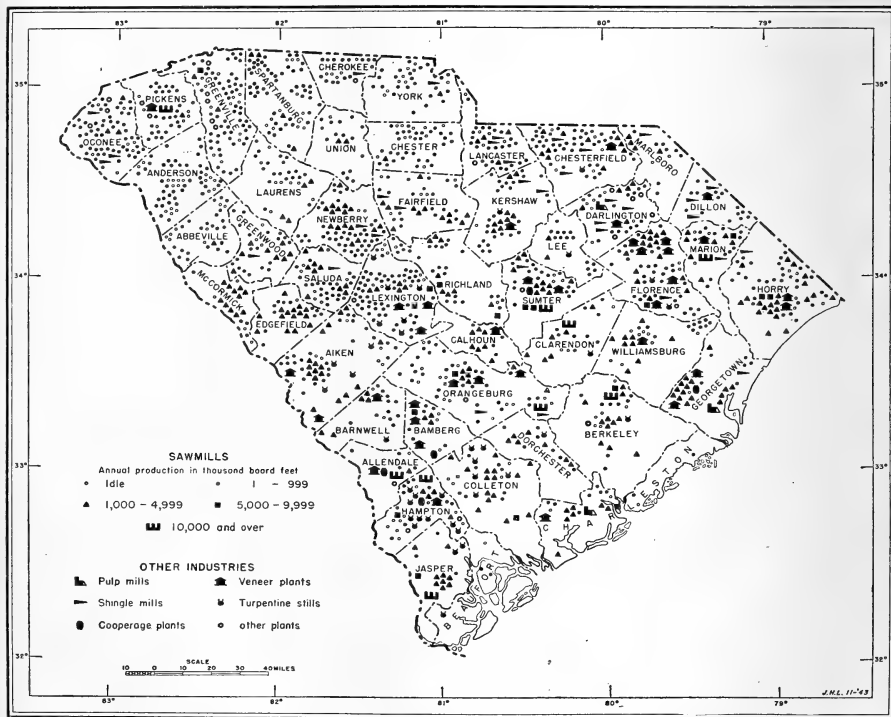 83° 82° 81° 80° 79°
35° 35°
34° 34°
33° 33°
32° 32°
83° 82° 81° 80° 79°
CHEROKEE
SPARTANBURG
GREENVILLE
PICKENS
YORK
OCONEE
UNION
CHESTER
LANCASTER
CHESTERFIELD
MARLBORO
ANDERSON
LAURENS
FAIRFIELD
KERSHAW
DARLINGTON
DILLON
NEWBERRY
ABBEVILLE
GREENWOOD
LEE
MARION
SALUDA
MCCORMICK
LEXINGTON
RICHLAND
SUMTER
FLORENCE
HORRY
EDGEFIELD
CALHOUN
CLARENDON
WILLIAMSBURG
AIKEN
ORANGEBURG
GEORGETOWN
BARNWELL
BAMBERG
DORCHESTER
BERKELEY
ALLENDALE
COLLETON
CHARLESTON
HAMPTON
JASPER
BEAUFORT
SAWMILLS
Annual production in thousand board feet
Idle 1 - 999
1,000 - 4,999 5,000 - 9,999
10,000 and over
OTHER INDUSTRIES
Pulp mills Veneer plants
Shingle mills Turpentine stills
Cooperage plants other plants
SCALE
10 0 10 20 30 40 MILES
J.H.L. 11-'43